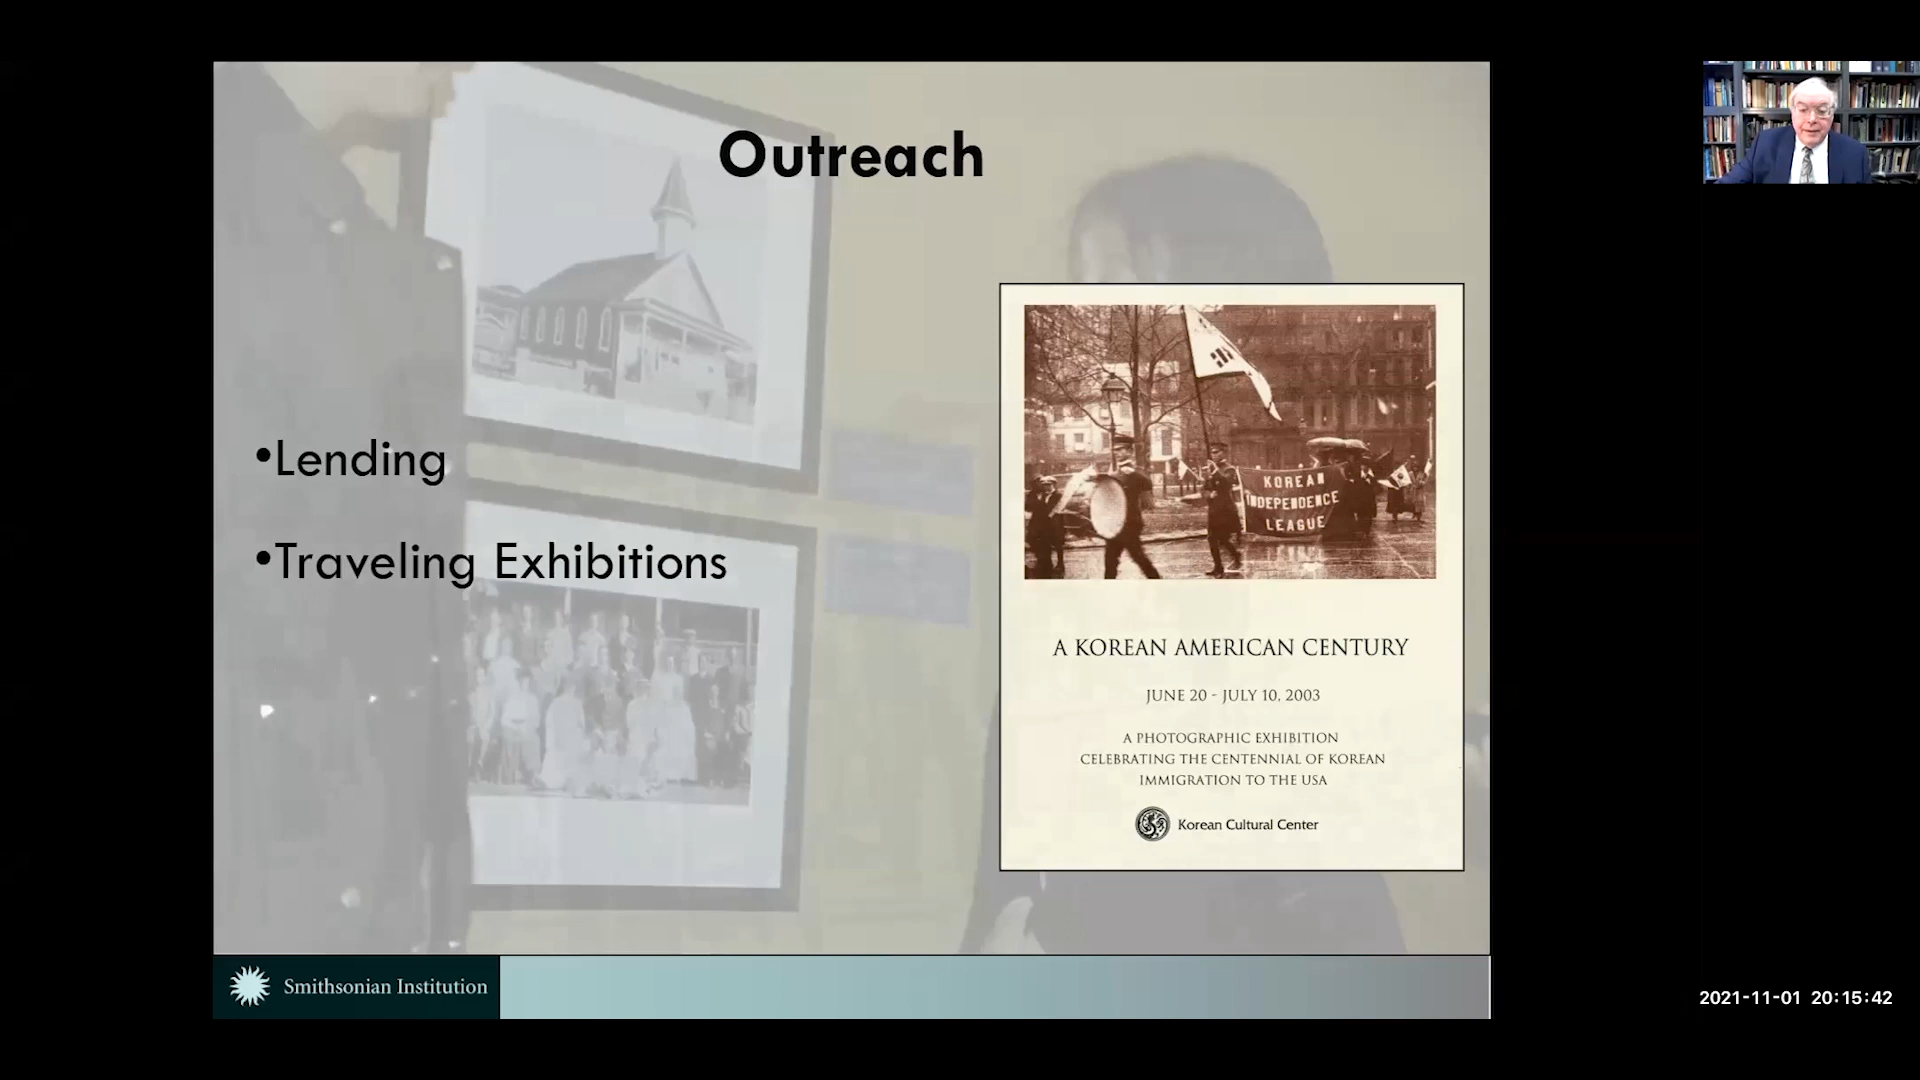 Outreach
•Lending
•Traveling Exhibitions
KOREAN
INDEPENDENCE
LEAGUE
A KOREAN AMERICAN CENTURY
JUNE 20 - JULY 10, 2003
A PHOTOGRAPHIC EXHIBITION
CELEBRATING THE CENTENNIAL OF KOREAN
IMMIGRATION TO THE USA
Korean Cultural Center
Smithsonian Institution
2021-11-01 20:15:42